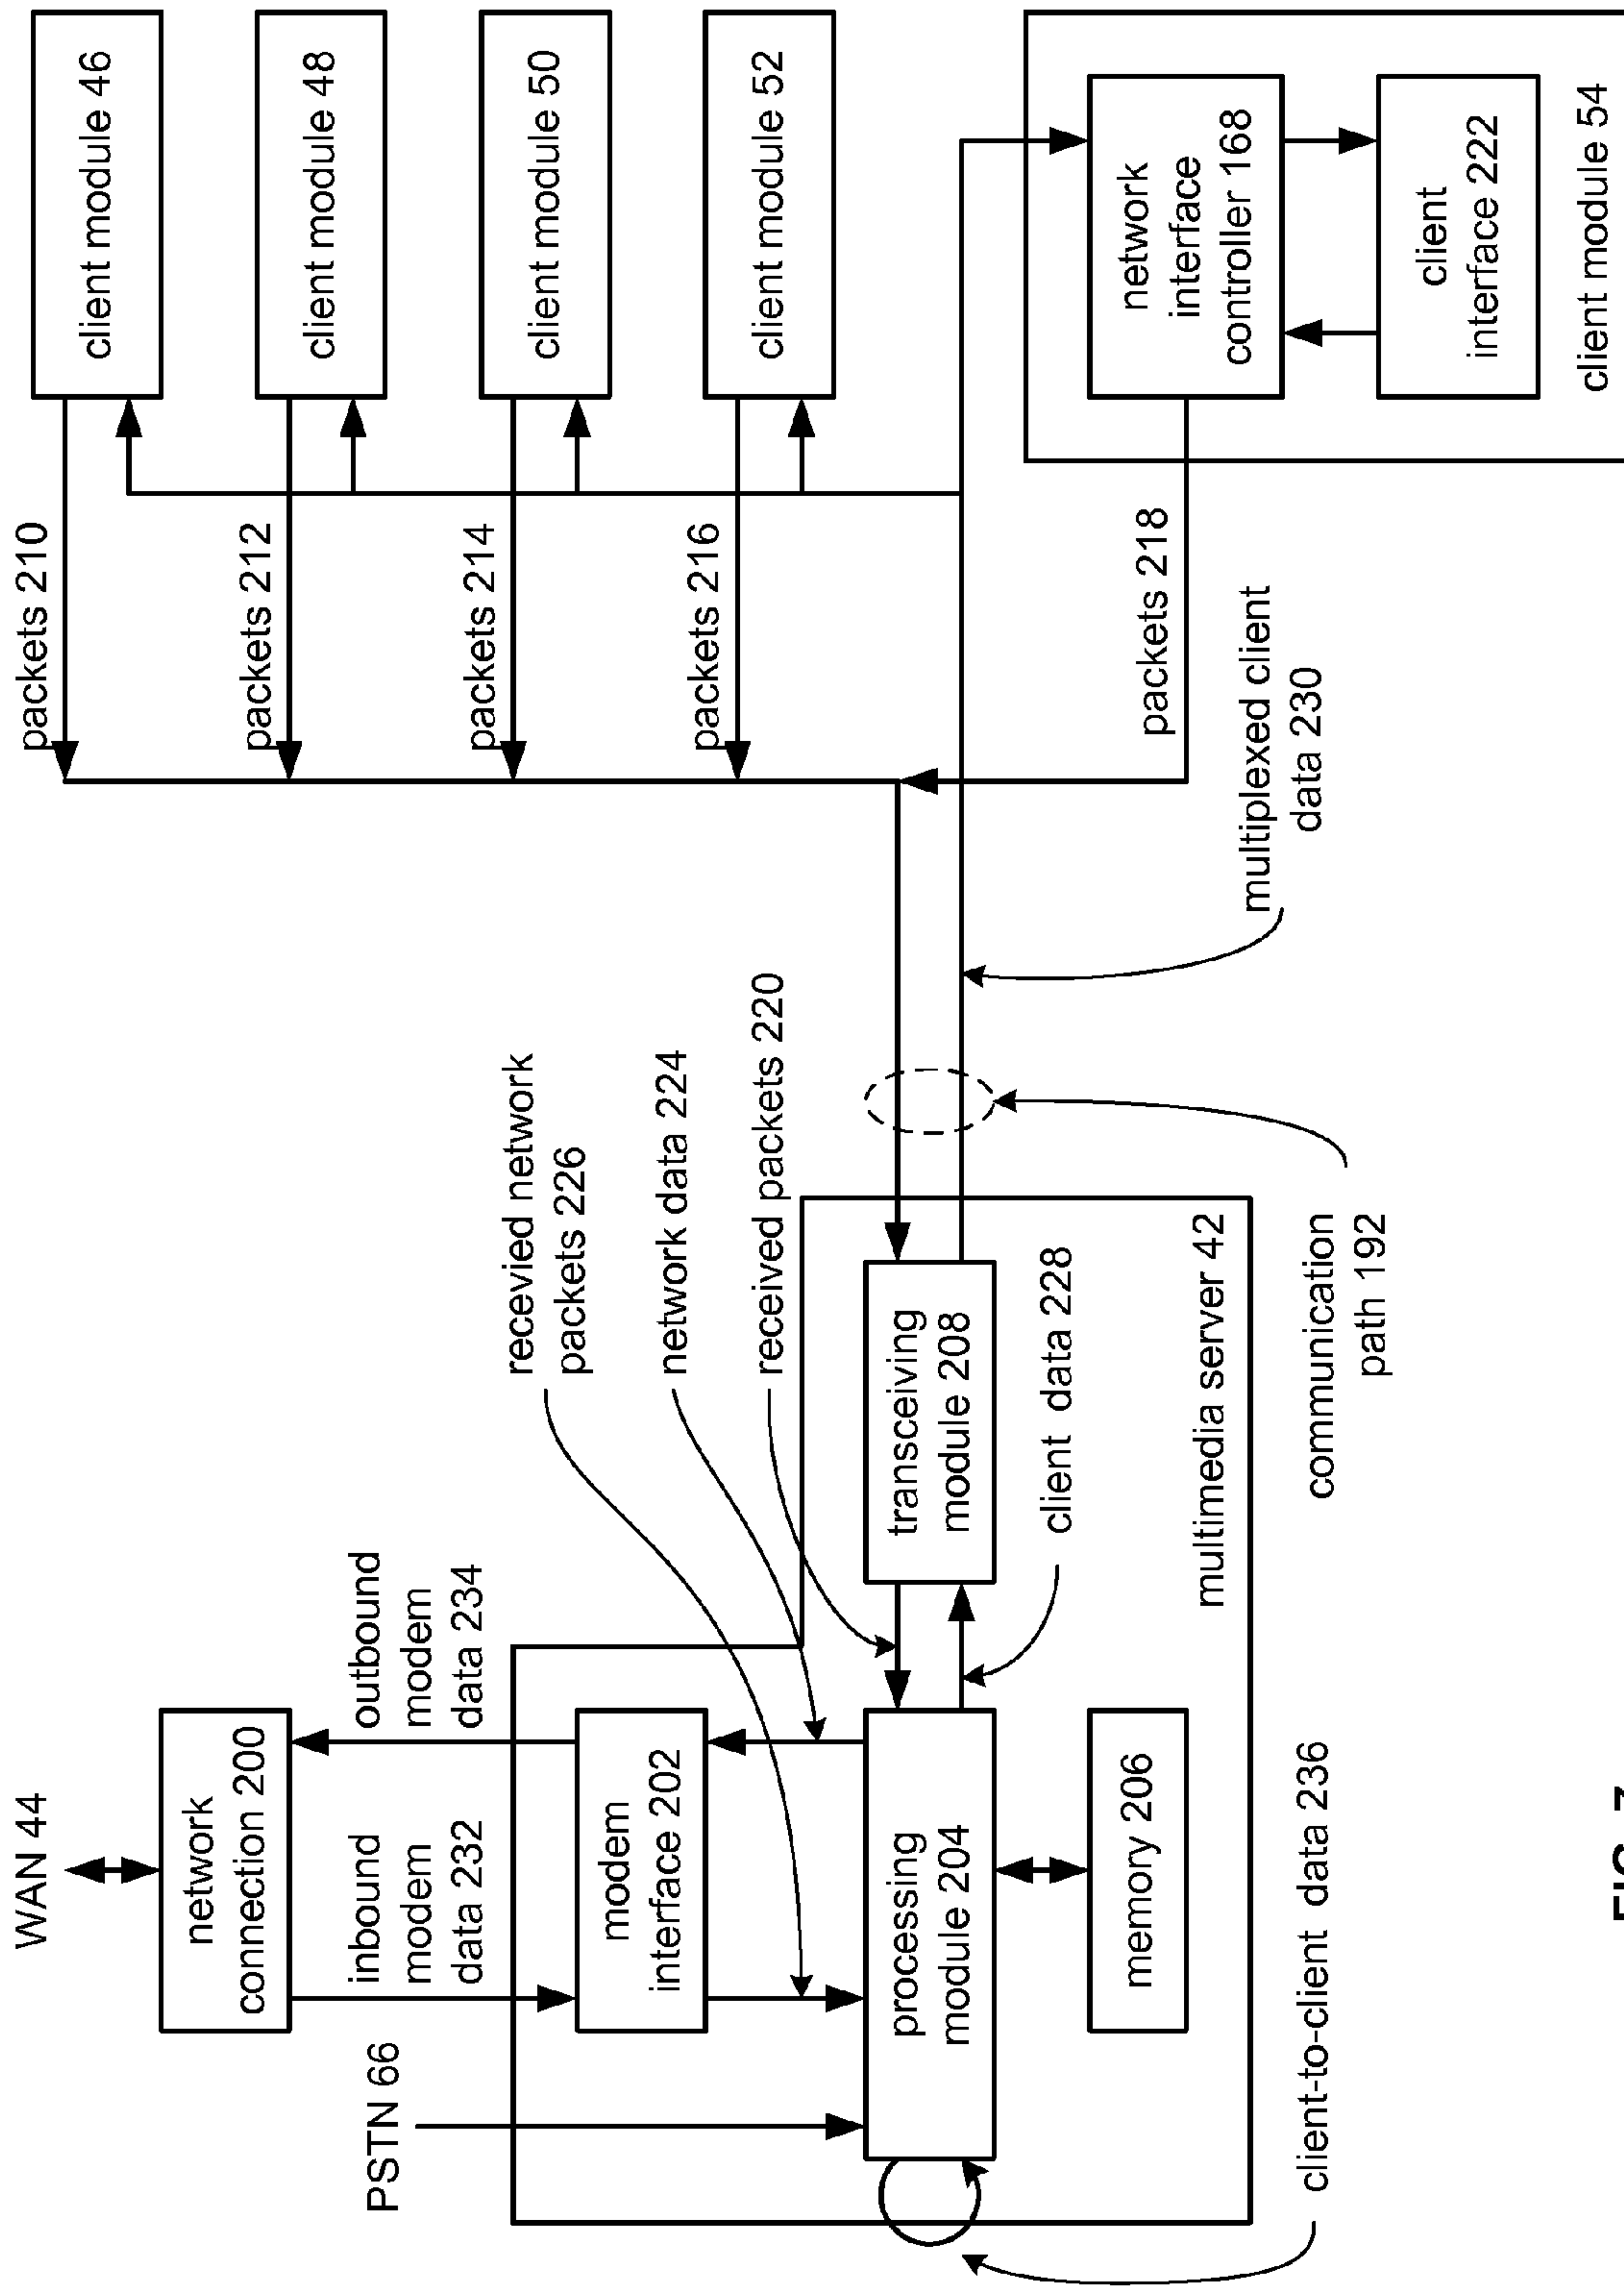 WAN 44
network
connection 200
inbound
modem
data 232
outbound
modem
data 234
PSTN 66
modem
interface 202
recevied network
packets 226
network data 224
received packets 220
processing
module 204
transceiving
module 208
client data 228
memory 206
multimedia server 42
client-to-client data 236
communication
path 192
multiplexed client
data 230
packets 210
packets 212
packets 214
packets 216
packets 218
client module 46
client module 48
client module 50
client module 52
network
interface
controller 168
client
interface 222
client module 54